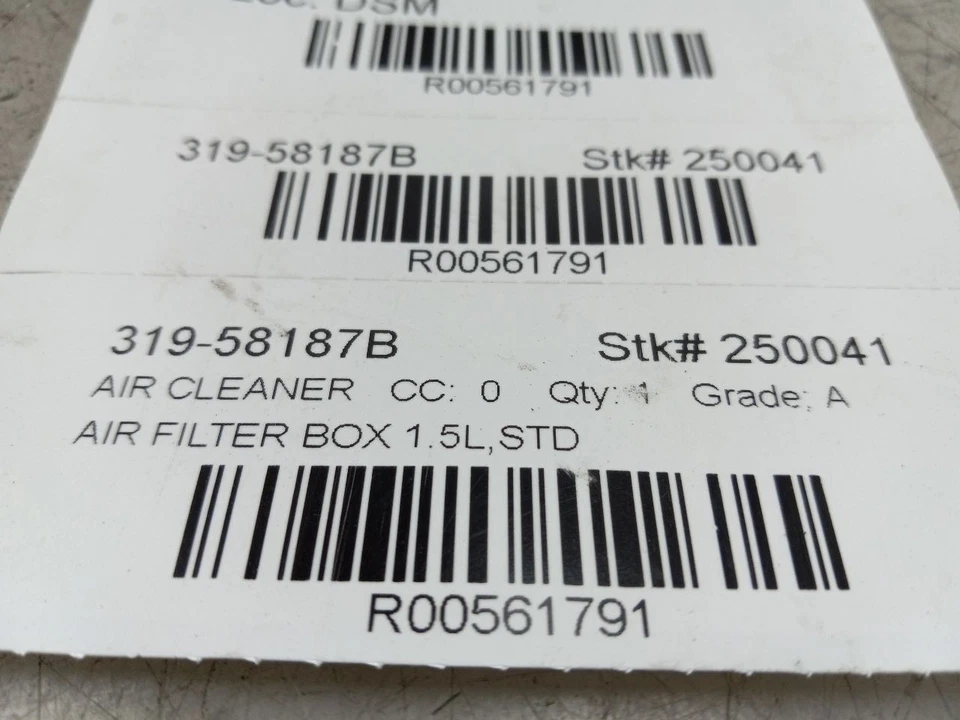 DSM
R00561791
319-58187B Stk# 250041
R00561791
319-58187B Stk# 250041
AIR CLEANER CC: 0 Qty: 1 Grade: A
AIR FILTER BOX 1.5L,STD
R00561791